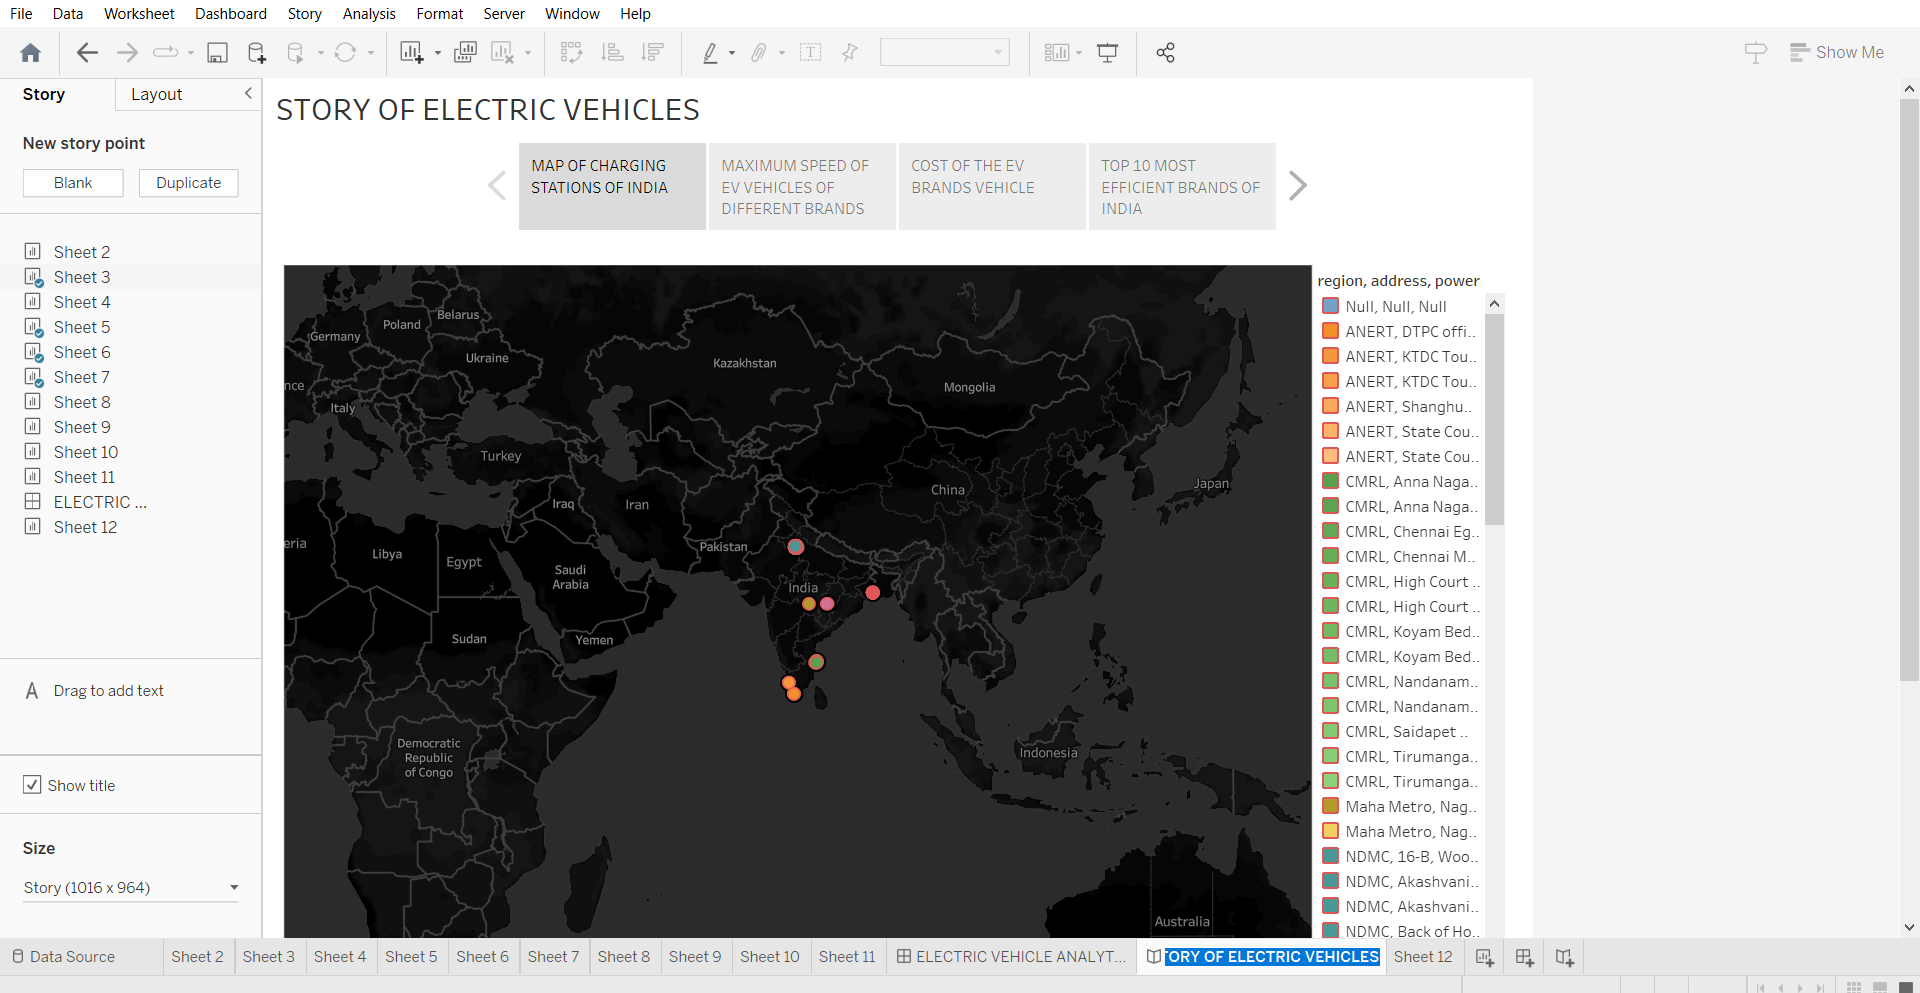 File Data Worksheet Dashboard Story Analysis Format Server Window Help
Show Me
Story Layout
New story point
Blank Duplicate
Sheet 2
Sheet 3
Sheet 4
Sheet 5
Sheet 6
Sheet 7
Sheet 8
Sheet 9
Sheet 10
Sheet 11
ELECTRIC ...
Sheet 12
A Drag to add text
Show title
Size
Story (1016 x 964)
STORY OF ELECTRIC VEHICLES
MAP OF CHARGING
STATIONS OF INDIA
MAXIMUM SPEED OF
EV VEHICLES OF
DIFFERENT BRANDS
COST OF THE EV
BRANDS VEHICLE
TOP 10 MOST
EFFICIENT BRANDS OF
INDIA
Belarus
Poland
Germany
Ukraine
Kazakhstan
nce
Mongolia
Italy
Turkey
Japan
China
Iraq
Iran
eria
Libya
Egypt
Pakistan
Saudi
Arabia
India
Sudan
Yemen
Democratic
Republic
of Congo
Indonesia
Australia
region, address, power
Null, Null, Null
ANERT, DTPC offi..
ANERT, KTDC Tou..
ANERT, KTDC Tou..
ANERT, Shanghu..
ANERT, State Cou..
ANERT, State Cou..
CMRL, Anna Naga..
CMRL, Anna Naga..
CMRL, Chennai Eg..
CMRL, Chennai M..
CMRL, High Court ..
CMRL, High Court ..
CMRL, Koyam Bed..
CMRL, Koyam Bed..
CMRL, Nandanam..
CMRL, Nandanam..
CMRL, Saidapet ..
CMRL, Tirumanga..
CMRL, Tirumanga..
Maha Metro, Nag..
Maha Metro, Nag..
NDMC, 16-B, Woo..
NDMC, Akashvani..
NDMC, Akashvani..
NDMC, Back of Ho..
Data Source Sheet 2 Sheet 3 Sheet 4 Sheet 5 Sheet 6 Sheet 7 Sheet 8 Sheet 9 Sheet 10 Sheet 11 ELECTRIC VEHICLE ANALYT... TORY OF ELECTRIC VEHICLES Sheet 12